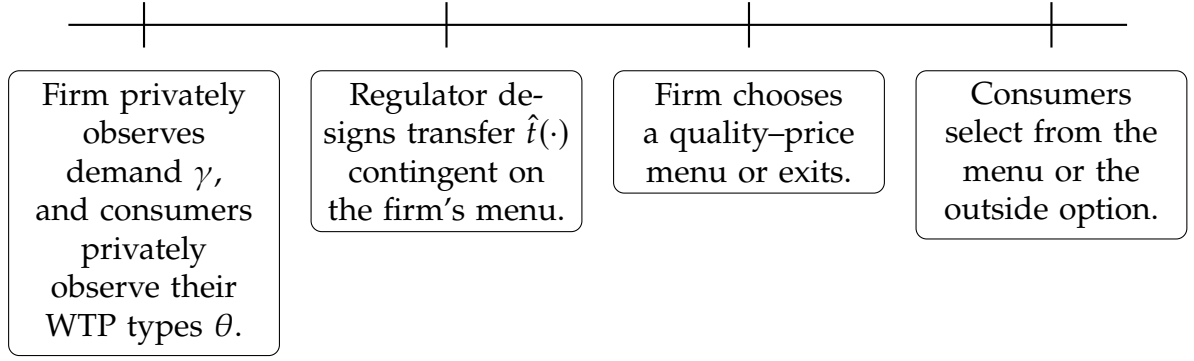 Firm privately
observes
demand γ,
and consumers
privately
observe their
WTP types θ.
Regulator de-
signs transfer t̂(·)
contingent on
the firm's menu.
Firm chooses
a quality–price
menu or exits.
Consumers
select from the
menu or the
outside option.